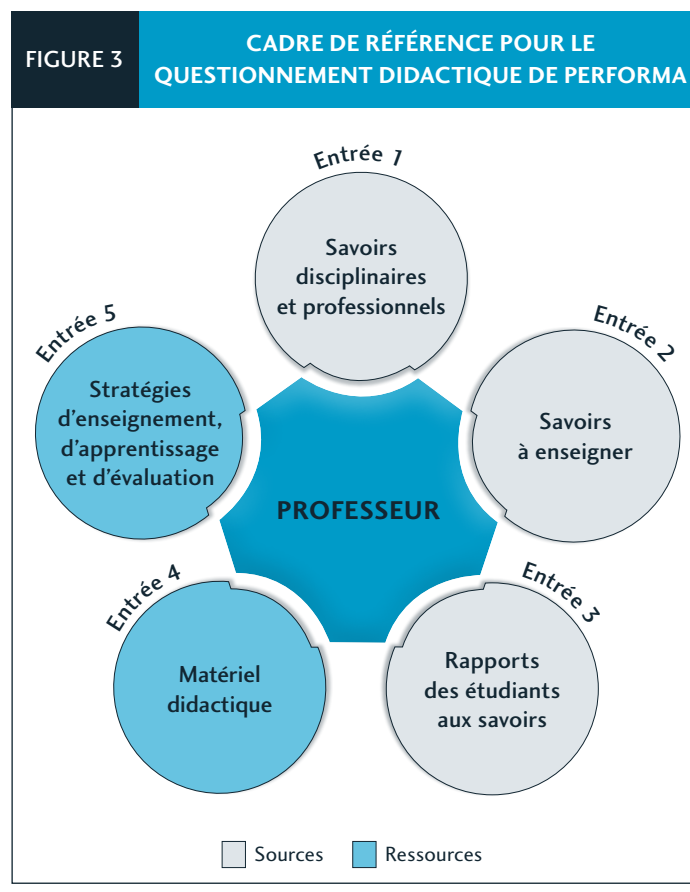 FIGURE 3
CADRE DE RÉFÉRENCE POUR LE
QUESTIONNEMENT DIDACTIQUE DE PERFORMA
Entrée 1
Savoirs
disciplinaires
et professionnels
Entrée 2
Savoirs
à enseigner
Entrée 3
Rapports
des étudiants
aux savoirs
Entrée 4
Matériel
didactique
Entrée 5
Stratégies
d'enseignement,
d'apprentissage
et d'évaluation
PROFESSEUR
Sources
Ressources